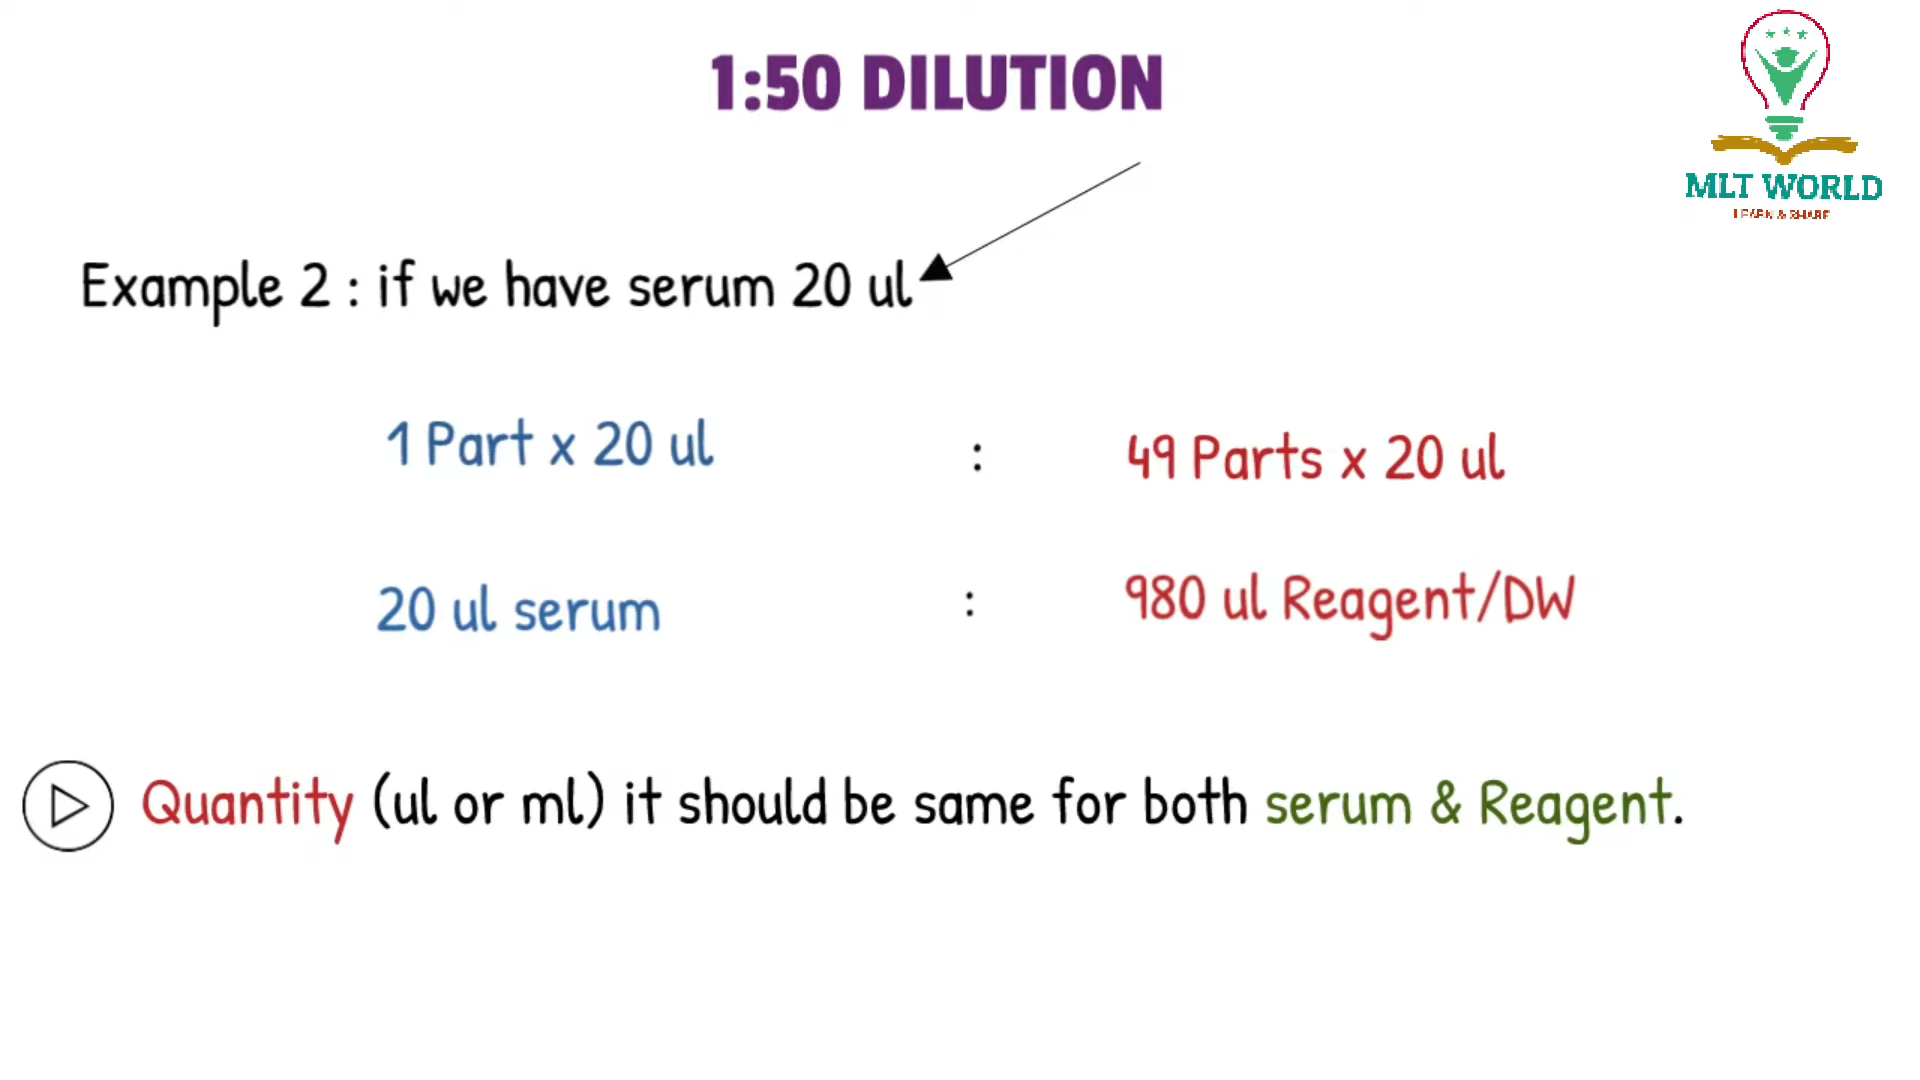 1:50 DILUTION
MLT WORLD
LEARN & SHARE
Example 2 : if we have serum 20 ul
1 Part x 20 ul : 49 Parts x 20 ul
20 ul serum : 980 ul Reagent/DW
Quantity (ul or ml) it should be same for both serum & Reagent.